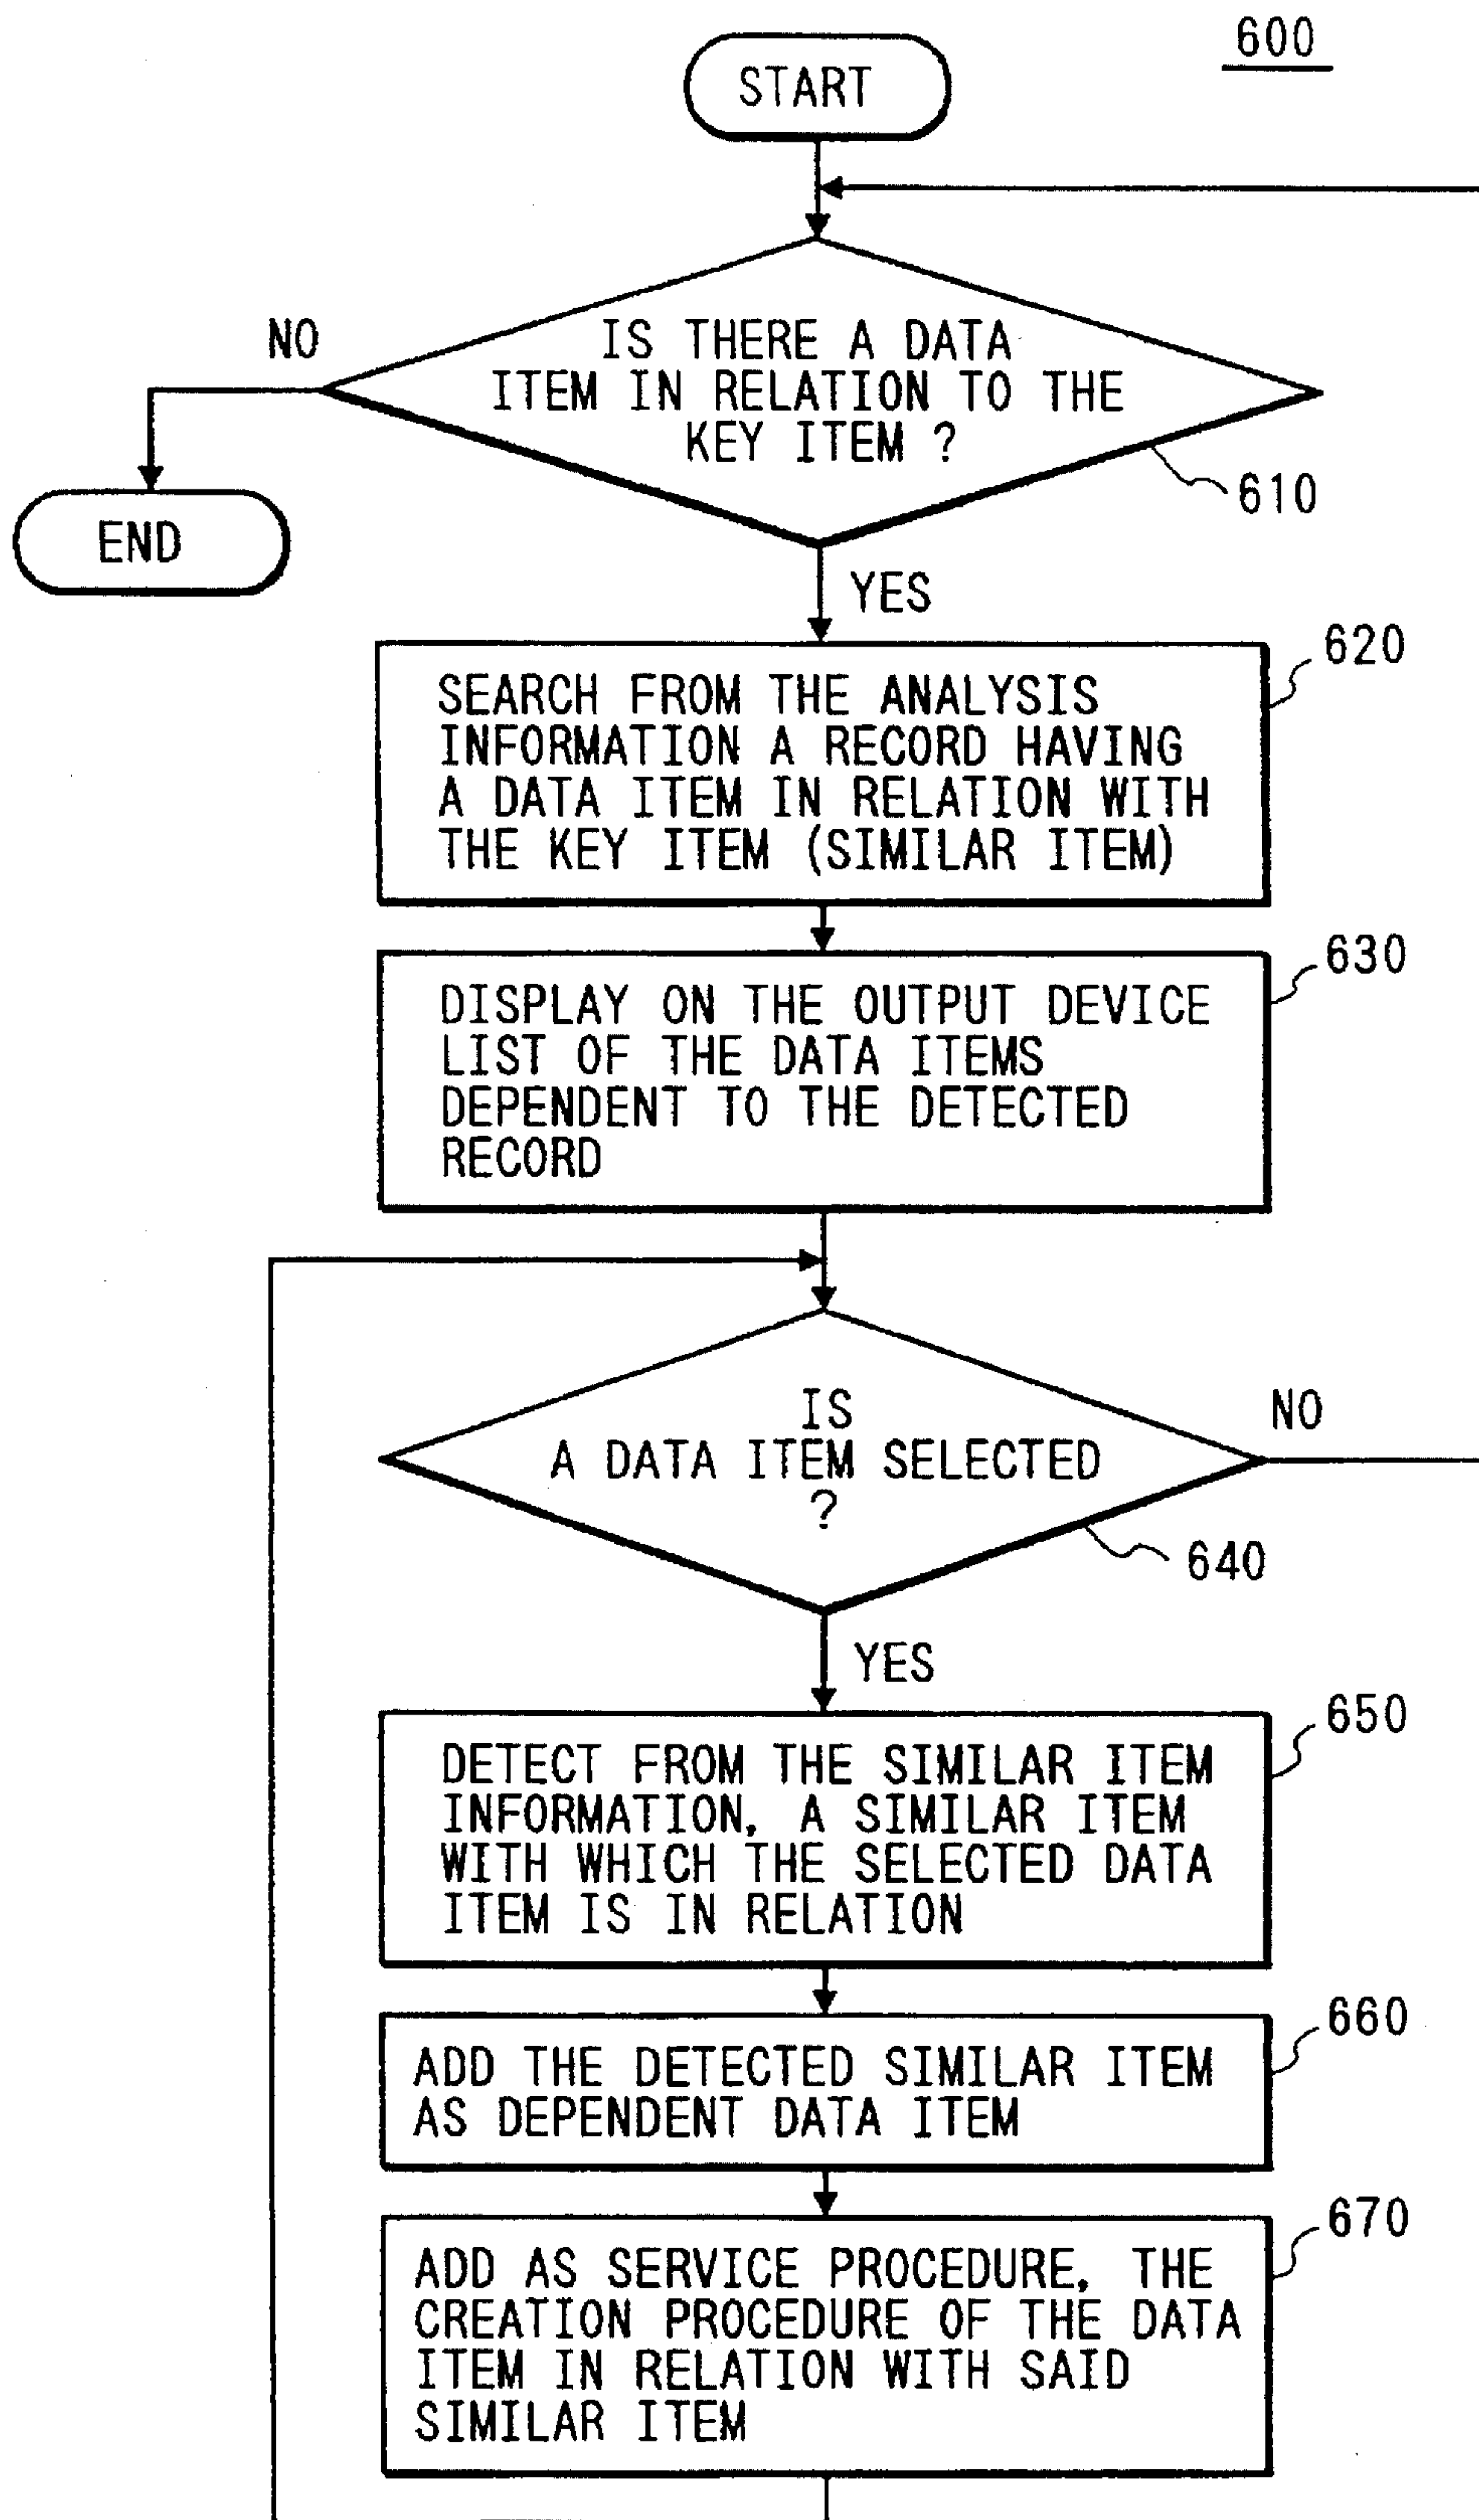 600
START
NO
IS THERE A DATA
ITEM IN RELATION TO THE
KEY ITEM ?
610
END
YES
620
SEARCH FROM THE ANALYSIS
INFORMATION A RECORD HAVING
A DATA ITEM IN RELATION WITH
THE KEY ITEM (SIMILAR ITEM)
630
DISPLAY ON THE OUTPUT DEVICE
LIST OF THE DATA ITEMS
DEPENDENT TO THE DETECTED
RECORD
IS
A DATA ITEM SELECTED
?
NO
640
YES
650
DETECT FROM THE SIMILAR ITEM
INFORMATION, A SIMILAR ITEM
WITH WHICH THE SELECTED DATA
ITEM IS IN RELATION
660
ADD THE DETECTED SIMILAR ITEM
AS DEPENDENT DATA ITEM
670
ADD AS SERVICE PROCEDURE, THE
CREATION PROCEDURE OF THE DATA
ITEM IN RELATION WITH SAID
SIMILAR ITEM